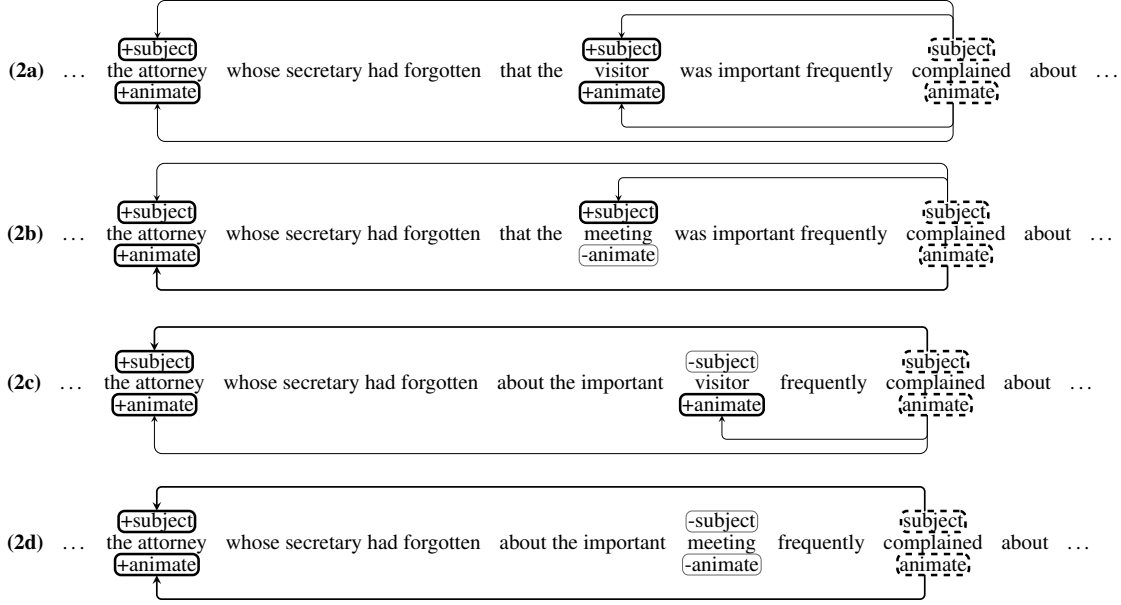 +subject +subject subject
(2a) … the attorney whose secretary had forgotten that the visitor was important frequently complained about …
+animate +animate animate
+subject +subject subject
(2b) … the attorney whose secretary had forgotten that the meeting was important frequently complained about …
+animate -animate animate
+subject -subject subject
(2c) … the attorney whose secretary had forgotten about the important visitor frequently complained about …
+animate +animate animate
+subject -subject subject
(2d) … the attorney whose secretary had forgotten about the important meeting frequently complained about …
+animate -animate animate